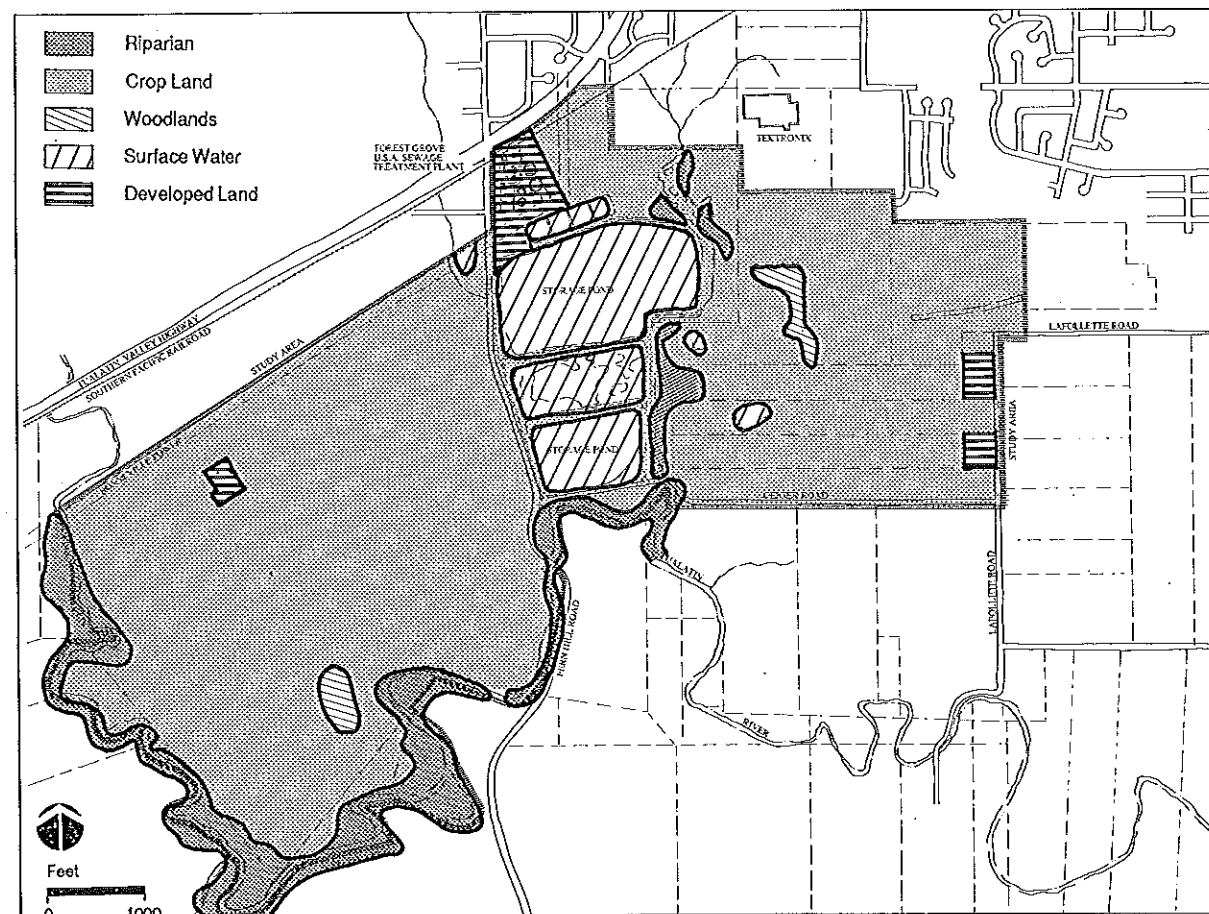 Riparian
Crop Land
Woodlands
Surface Water
Developed Land
FOREST GROVE
U.S.A. SEWAGE
TREATMENT PLANT
TEKTRONIX
STORAGE POND
STORAGE POND
TUALATIN VALLEY HIGHWAY
SOUTHERN PACIFIC RAILROAD
STUDY AREA
LAFOLLETTE ROAD
STUDY AREA
LAFOLLETTE ROAD
FERN HILL ROAD
RIVER
Feet
0 1000